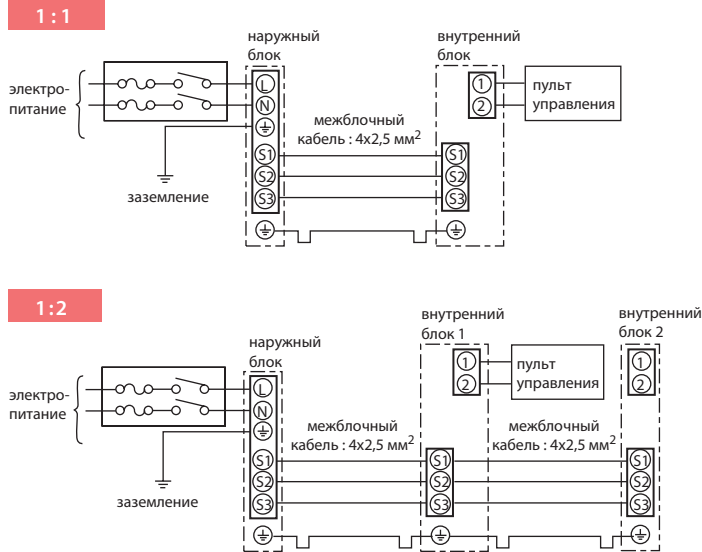 1 : 1
наружный
блок
внутренний
блок
электро-
питание
L
N
1
2
пульт
управления
межблочный
кабель : 4x2,5 мм²
S1
S2
S3
S1
S2
S3
заземление
1:2
наружный
блок
внутренний
блок 1
внутренний
блок 2
электро-
питание
L
N
1
2
пульт
управления
1
2
межблочный
кабель : 4x2,5 мм²
межблочный
кабель : 4x2,5 мм²
S1
S2
S3
S1
S2
S3
S1
S2
S3
заземление